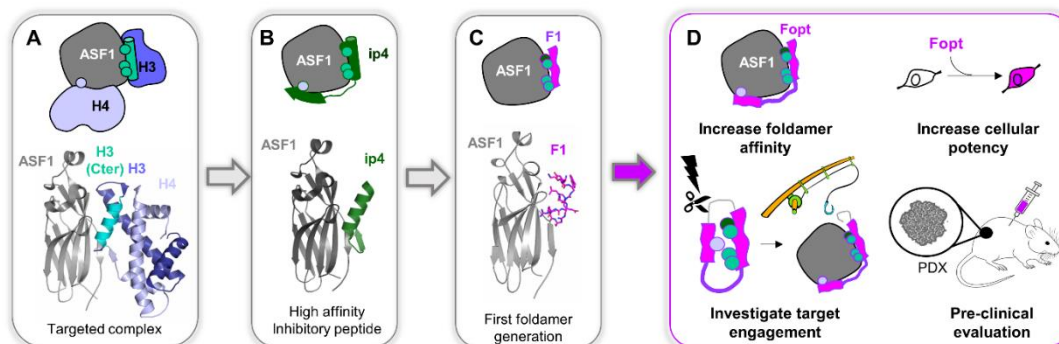 A
ASF1
H3
H4
ASF1
H3
(Cter)
H3
H4
Targeted complex
B
ASF1
ip4
ASF1
ip4
High affinity
Inhibitory peptide
C
F1
ASF1
ASF1
F1
First foldamer
generation
D
Fopt
ASF1
Increase foldamer
affinity
Fopt
Increase cellular
potency
Investigate target
engagement
PDX
Pre-clinical
evaluation